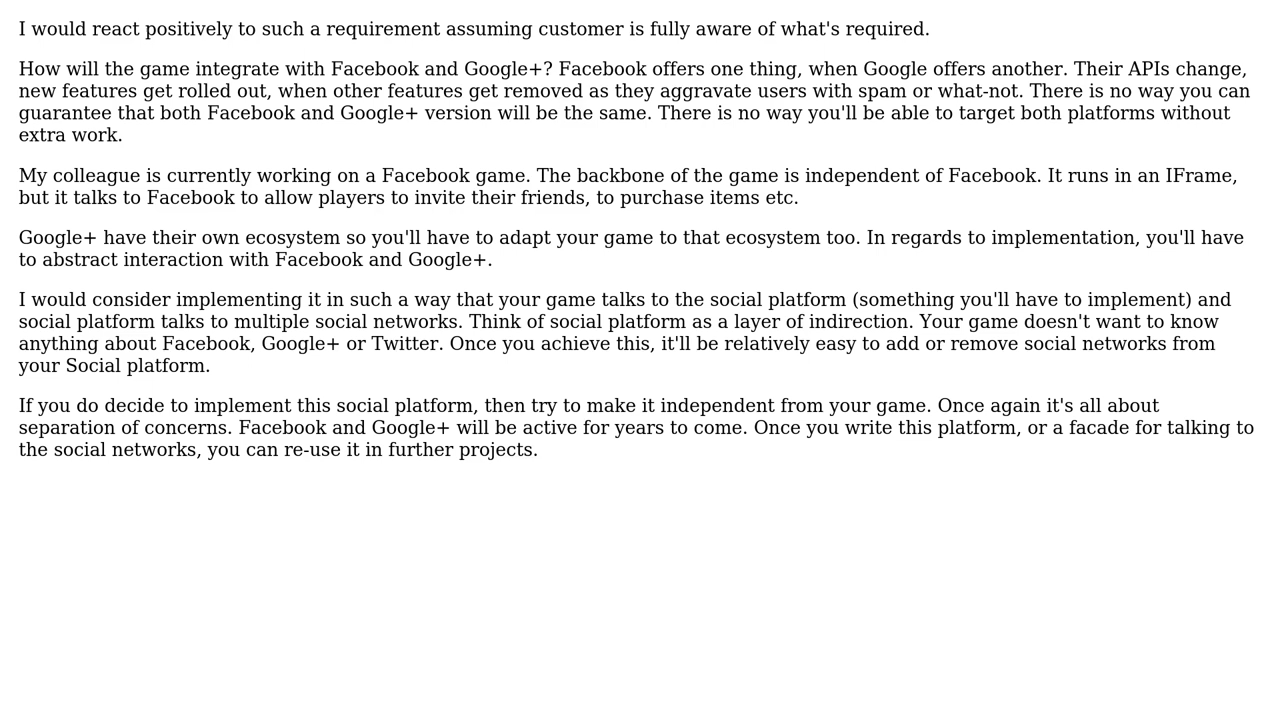 I would react positively to such a requirement assuming customer is fully aware of what's required.
How will the game integrate with Facebook and Google+? Facebook offers one thing, when Google offers another. Their APIs change,
new features get rolled out, when other features get removed as they aggravate users with spam or what-not. There is no way you can
guarantee that both Facebook and Google+ version will be the same. There is no way you'll be able to target both platforms without
extra work.
My colleague is currently working on a Facebook game. The backbone of the game is independent of Facebook. It runs in an IFrame,
but it talks to Facebook to allow players to invite their friends, to purchase items etc.
Google+ have their own ecosystem so you'll have to adapt your game to that ecosystem too. In regards to implementation, you'll have
to abstract interaction with Facebook and Google+.
I would consider implementing it in such a way that your game talks to the social platform (something you'll have to implement) and
social platform talks to multiple social networks. Think of social platform as a layer of indirection. Your game doesn't want to know
anything about Facebook, Google+ or Twitter. Once you achieve this, it'll be relatively easy to add or remove social networks from
your Social platform.
If you do decide to implement this social platform, then try to make it independent from your game. Once again it's all about
separation of concerns. Facebook and Google+ will be active for years to come. Once you write this platform, or a facade for talking to
the social networks, you can re-use it in further projects.